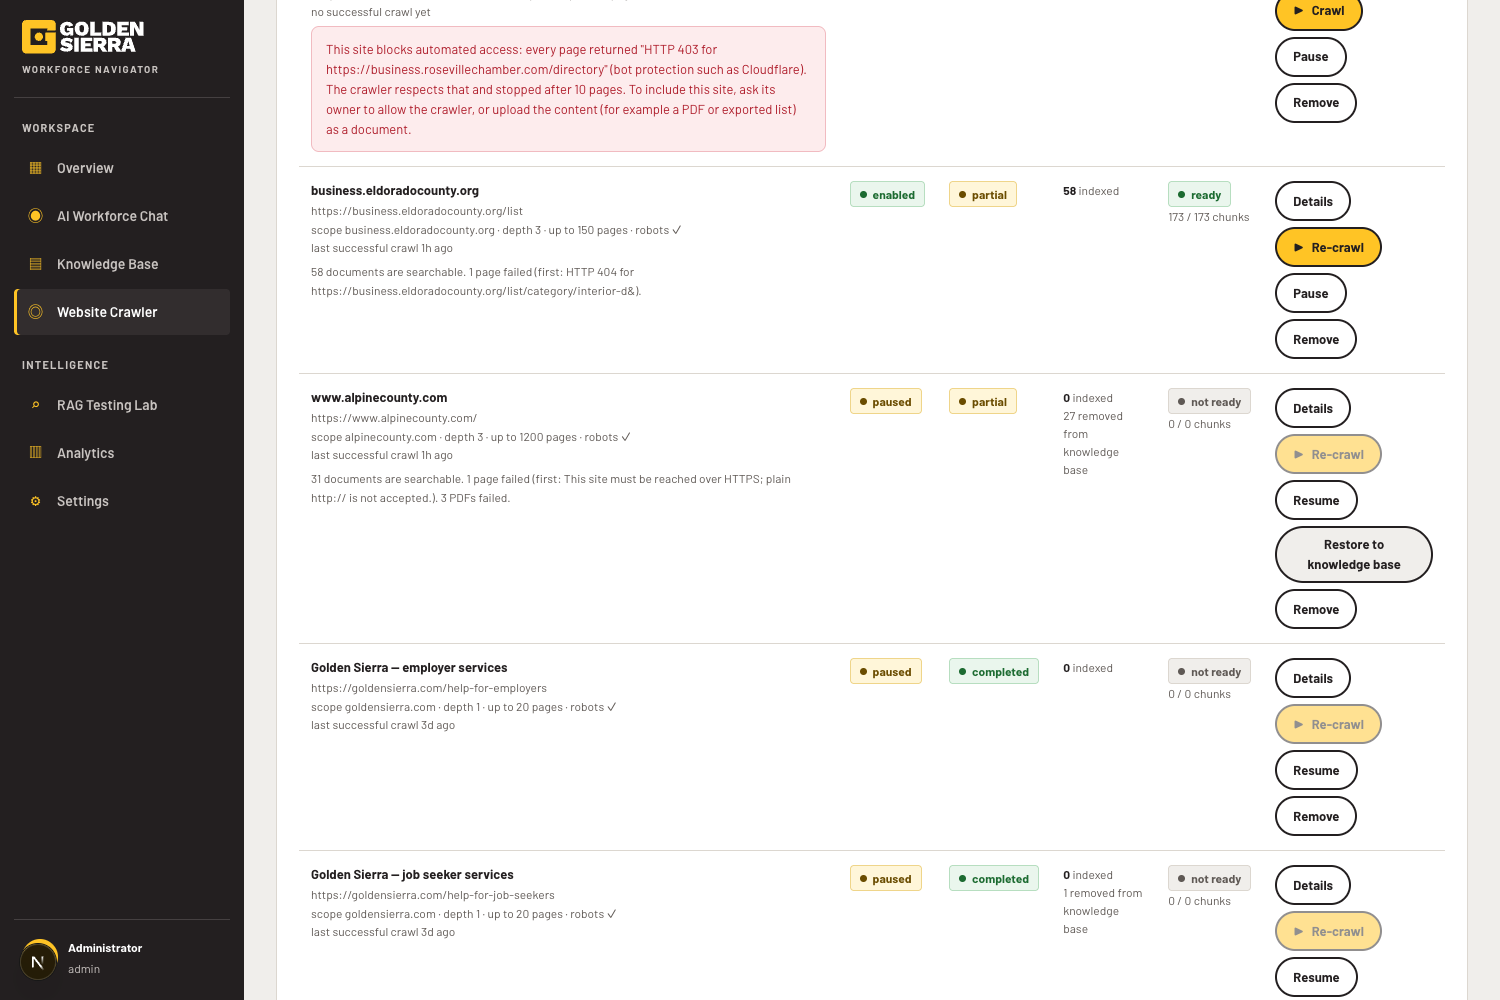 GOLDEN
SIERRA
WORKFORCE NAVIGATOR
WORKSPACE
Overview
AI Workforce Chat
Knowledge Base
Website Crawler
INTELLIGENCE
RAG Testing Lab
Analytics
Settings
N
Administrator
admin
no successful crawl yet
This site blocks automated access: every page returned "HTTP 403 for
https://business.rosevillechamber.com/directory" (bot protection such as Cloudflare).
The crawler respects that and stopped after 10 pages. To include this site, ask its
owner to allow the crawler, or upload the content (for example a PDF or exported list)
as a document.
► Crawl
Pause
Remove
business.eldoradocounty.org
https://business.eldoradocounty.org/list
scope business.eldoradocounty.org · depth 3 · up to 150 pages · robots ✓
last successful crawl 1h ago
58 documents are searchable. 1 page failed (first: HTTP 404 for
https://business.eldoradocounty.org/list/category/interior-d&).
enabled
partial
58 indexed
ready
173 / 173 chunks
Details
► Re-crawl
Pause
Remove
www.alpinecounty.com
https://www.alpinecounty.com/
scope alpinecounty.com · depth 3 · up to 1200 pages · robots ✓
last successful crawl 1h ago
31 documents are searchable. 1 page failed (first: This site must be reached over HTTPS; plain
http:// is not accepted.). 3 PDFs failed.
paused
partial
0 indexed
27 removed
from
knowledge
base
not ready
0 / 0 chunks
Details
► Re-crawl
Resume
Restore to
knowledge base
Remove
Golden Sierra — employer services
https://goldensierra.com/help-for-employers
scope goldensierra.com · depth 1 · up to 20 pages · robots ✓
last successful crawl 3d ago
paused
completed
0 indexed
not ready
0 / 0 chunks
Details
► Re-crawl
Resume
Remove
Golden Sierra — job seeker services
https://goldensierra.com/help-for-job-seekers
scope goldensierra.com · depth 1 · up to 20 pages · robots ✓
last successful crawl 3d ago
paused
completed
0 indexed
1 removed from
knowledge
base
not ready
0 / 0 chunks
Details
► Re-crawl
Resume